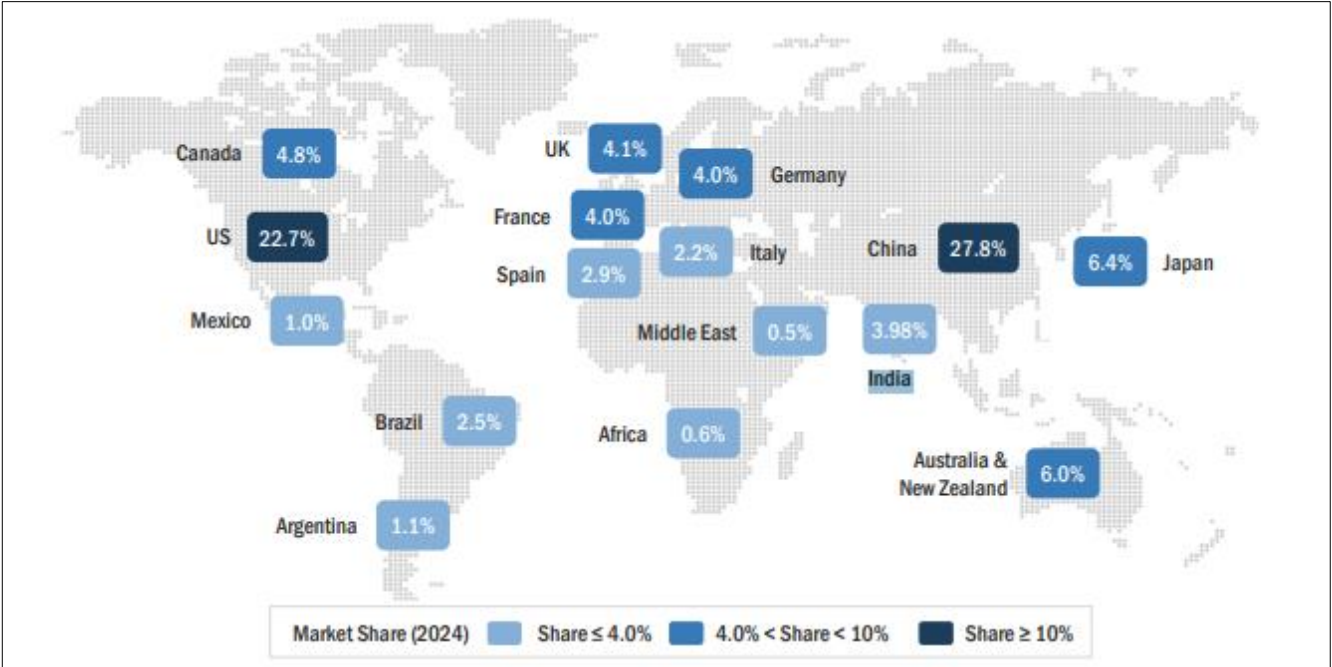 Canada 4.8%
UK 4.1%
4.0% Germany
France 4.0%
US 22.7%
2.2% Italy
China 27.8%
6.4% Japan
Spain 2.9%
Mexico 1.0%
Middle East 0.5%
3.98%
India
Brazil 2.5%
Africa 0.6%
Australia &
New Zealand
6.0%
Argentina 1.1%
Market Share (2024) Share ≤ 4.0% 4.0% < Share < 10% Share ≥ 10%